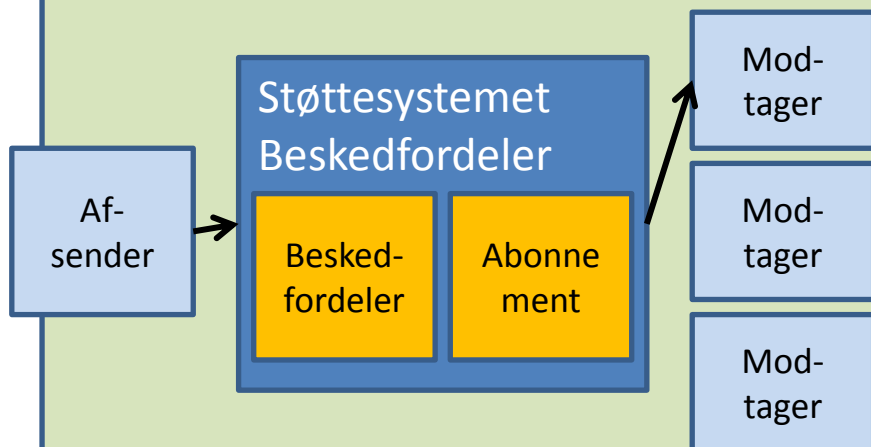 Af-
sender
Støttesystemet
Beskedfordeler
Besked-
fordeler
Abonne
ment
Mod-
tager
Mod-
tager
Mod-
tager